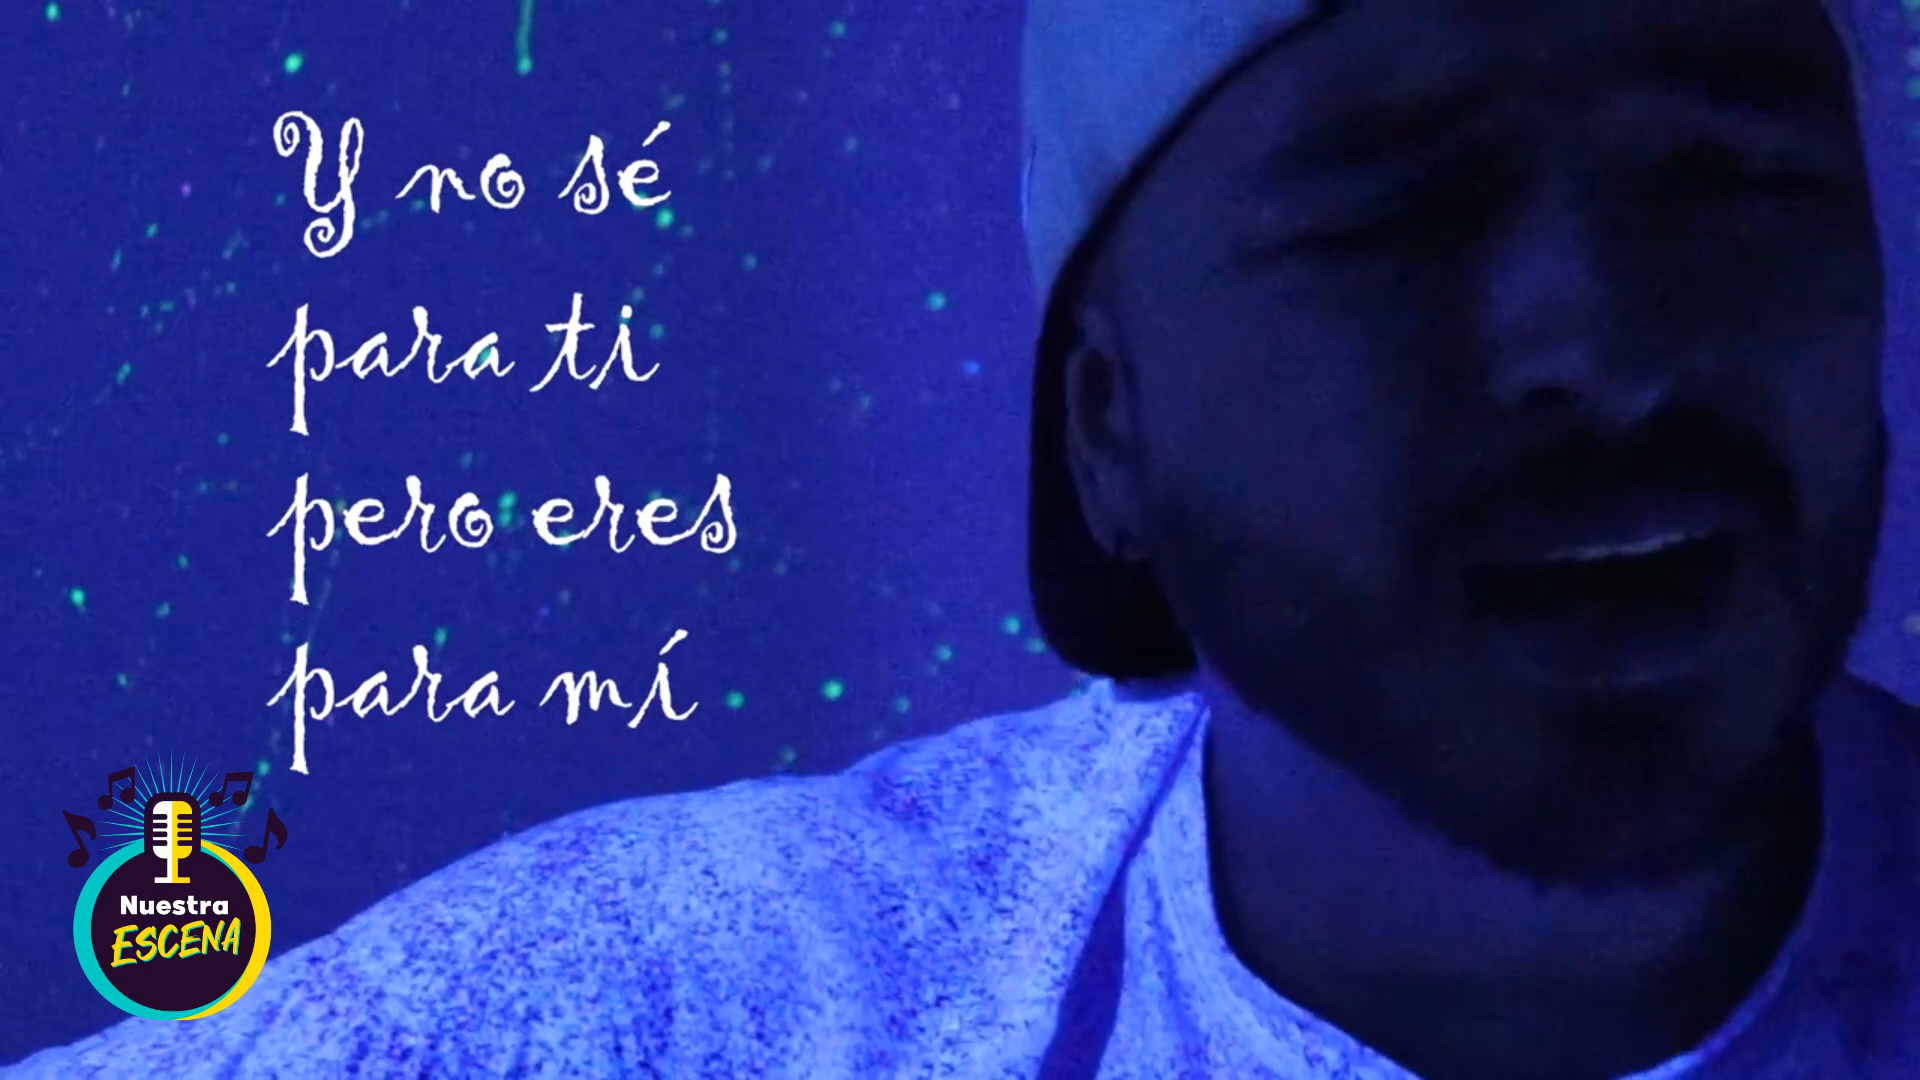 Y no sé
para ti
pero eres
para mí
Nuestra
ESCENA